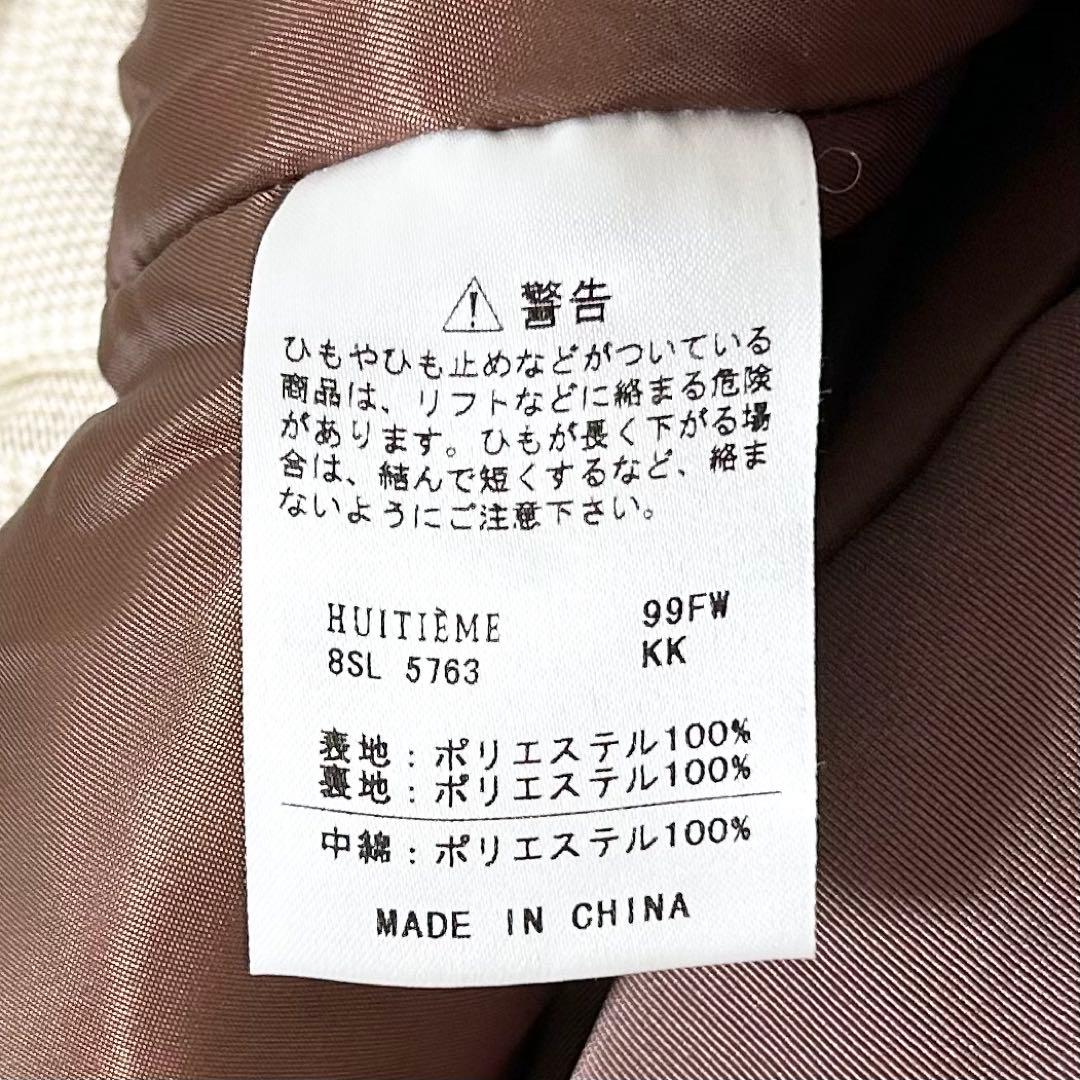 警告
ひもやひも止めなどがついている
商品は、リフトなどに絡まる危険
があります。ひもが長く下がる場
合は、結んで短くするなど、絡ま
ないようにご注意下さい。
HUITIÈME 99FW
8SL 5763 KK
表地:ポリエステル100%
裏地:ポリエステル100%
中綿:ポリエステル100%
MADE IN CHINA